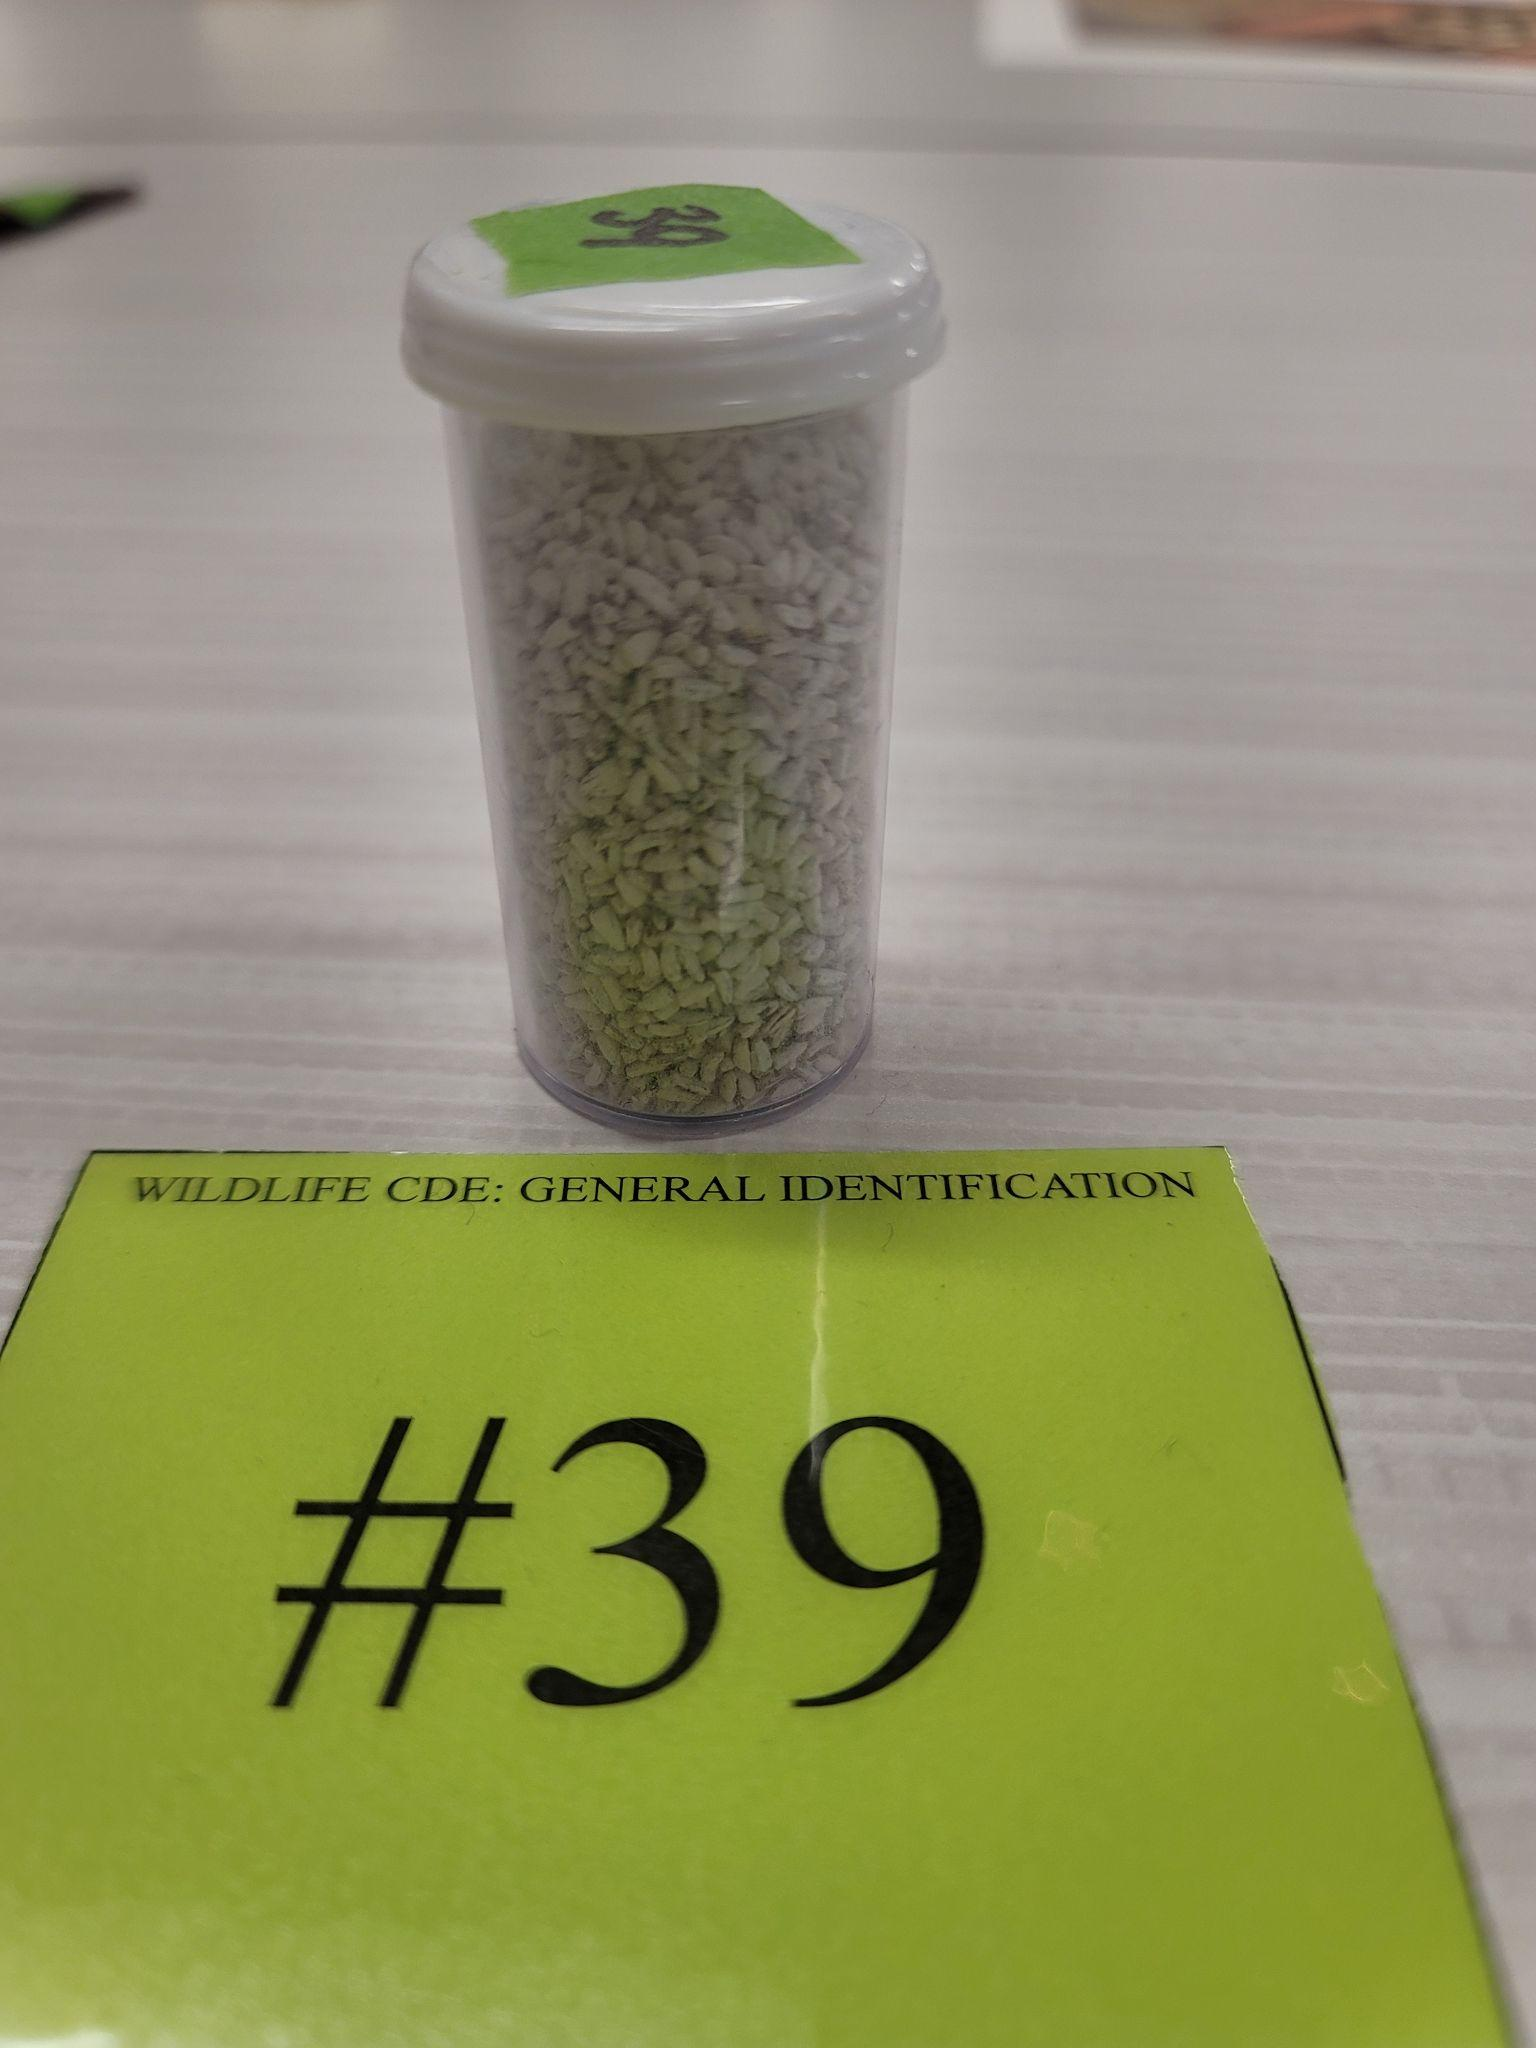 39
WILDLIFE CDE: GENERAL IDENTIFICATION
#39